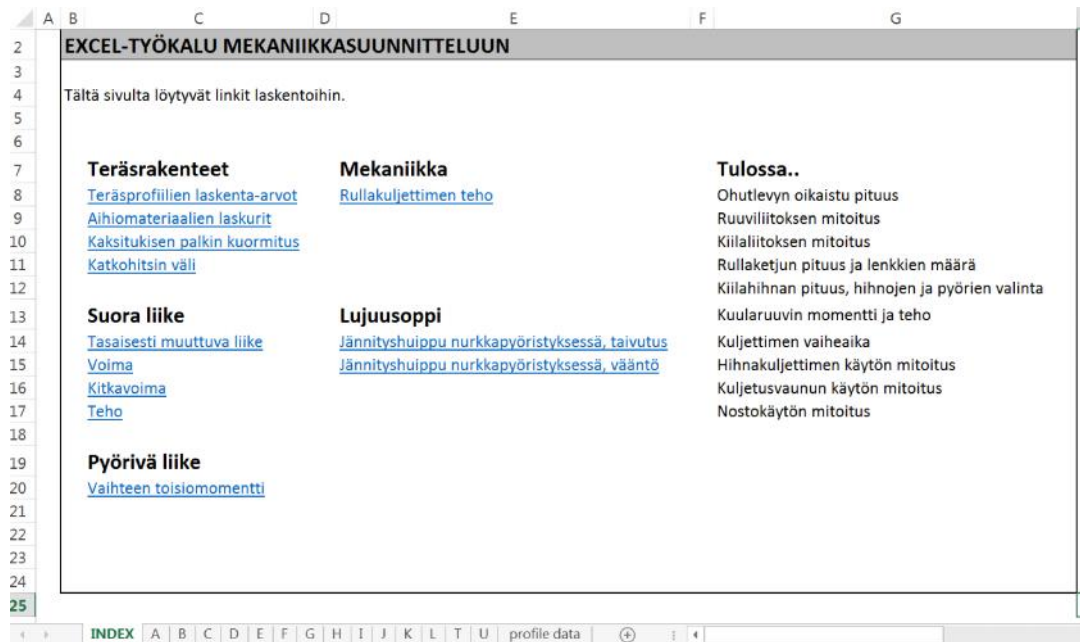 A B C D E F G
2 EXCEL-TYÖKALU MEKANIIKKASUUNNITTELUUN
3
4 Tältä sivulta löytyvät linkit laskentoihin.
5
6
7 Teräsrakenteet Mekaniikka Tulossa..
8 Teräsprofiilien laskenta-arvot Rullakuljettimen teho Ohutlevyn oikaistu pituus
9 Aihiomateriaalien laskurit Ruuviliitoksen mitoitus
10 Kaksitukisen palkin kuormitus Kiilaliitoksen mitoitus
11 Katkohitsin väli Rullaketjun pituus ja lenkkien määrä
12 Kiilahihnan pituus, hihnojen ja pyörien valinta
13 Suora liike Lujuusoppi Kuularuuvin momentti ja teho
14 Tasaisesti muuttuva liike Jännityshuippu nurkkapyöristyksessä, taivutus Kuljettimen vaiheaika
15 Voima Jännityshuippu nurkkapyöristyksessä, vääntö Hihnakuljettimen käytön mitoitus
16 Kitkavoima Kuljetusvaunun käytön mitoitus
17 Teho Nostokäytön mitoitus
18
19 Pyörivä liike
20 Vaihteen toisiomomentti
21
22
23
24
25
INDEX A B C D E F G H I J K L T U profile data